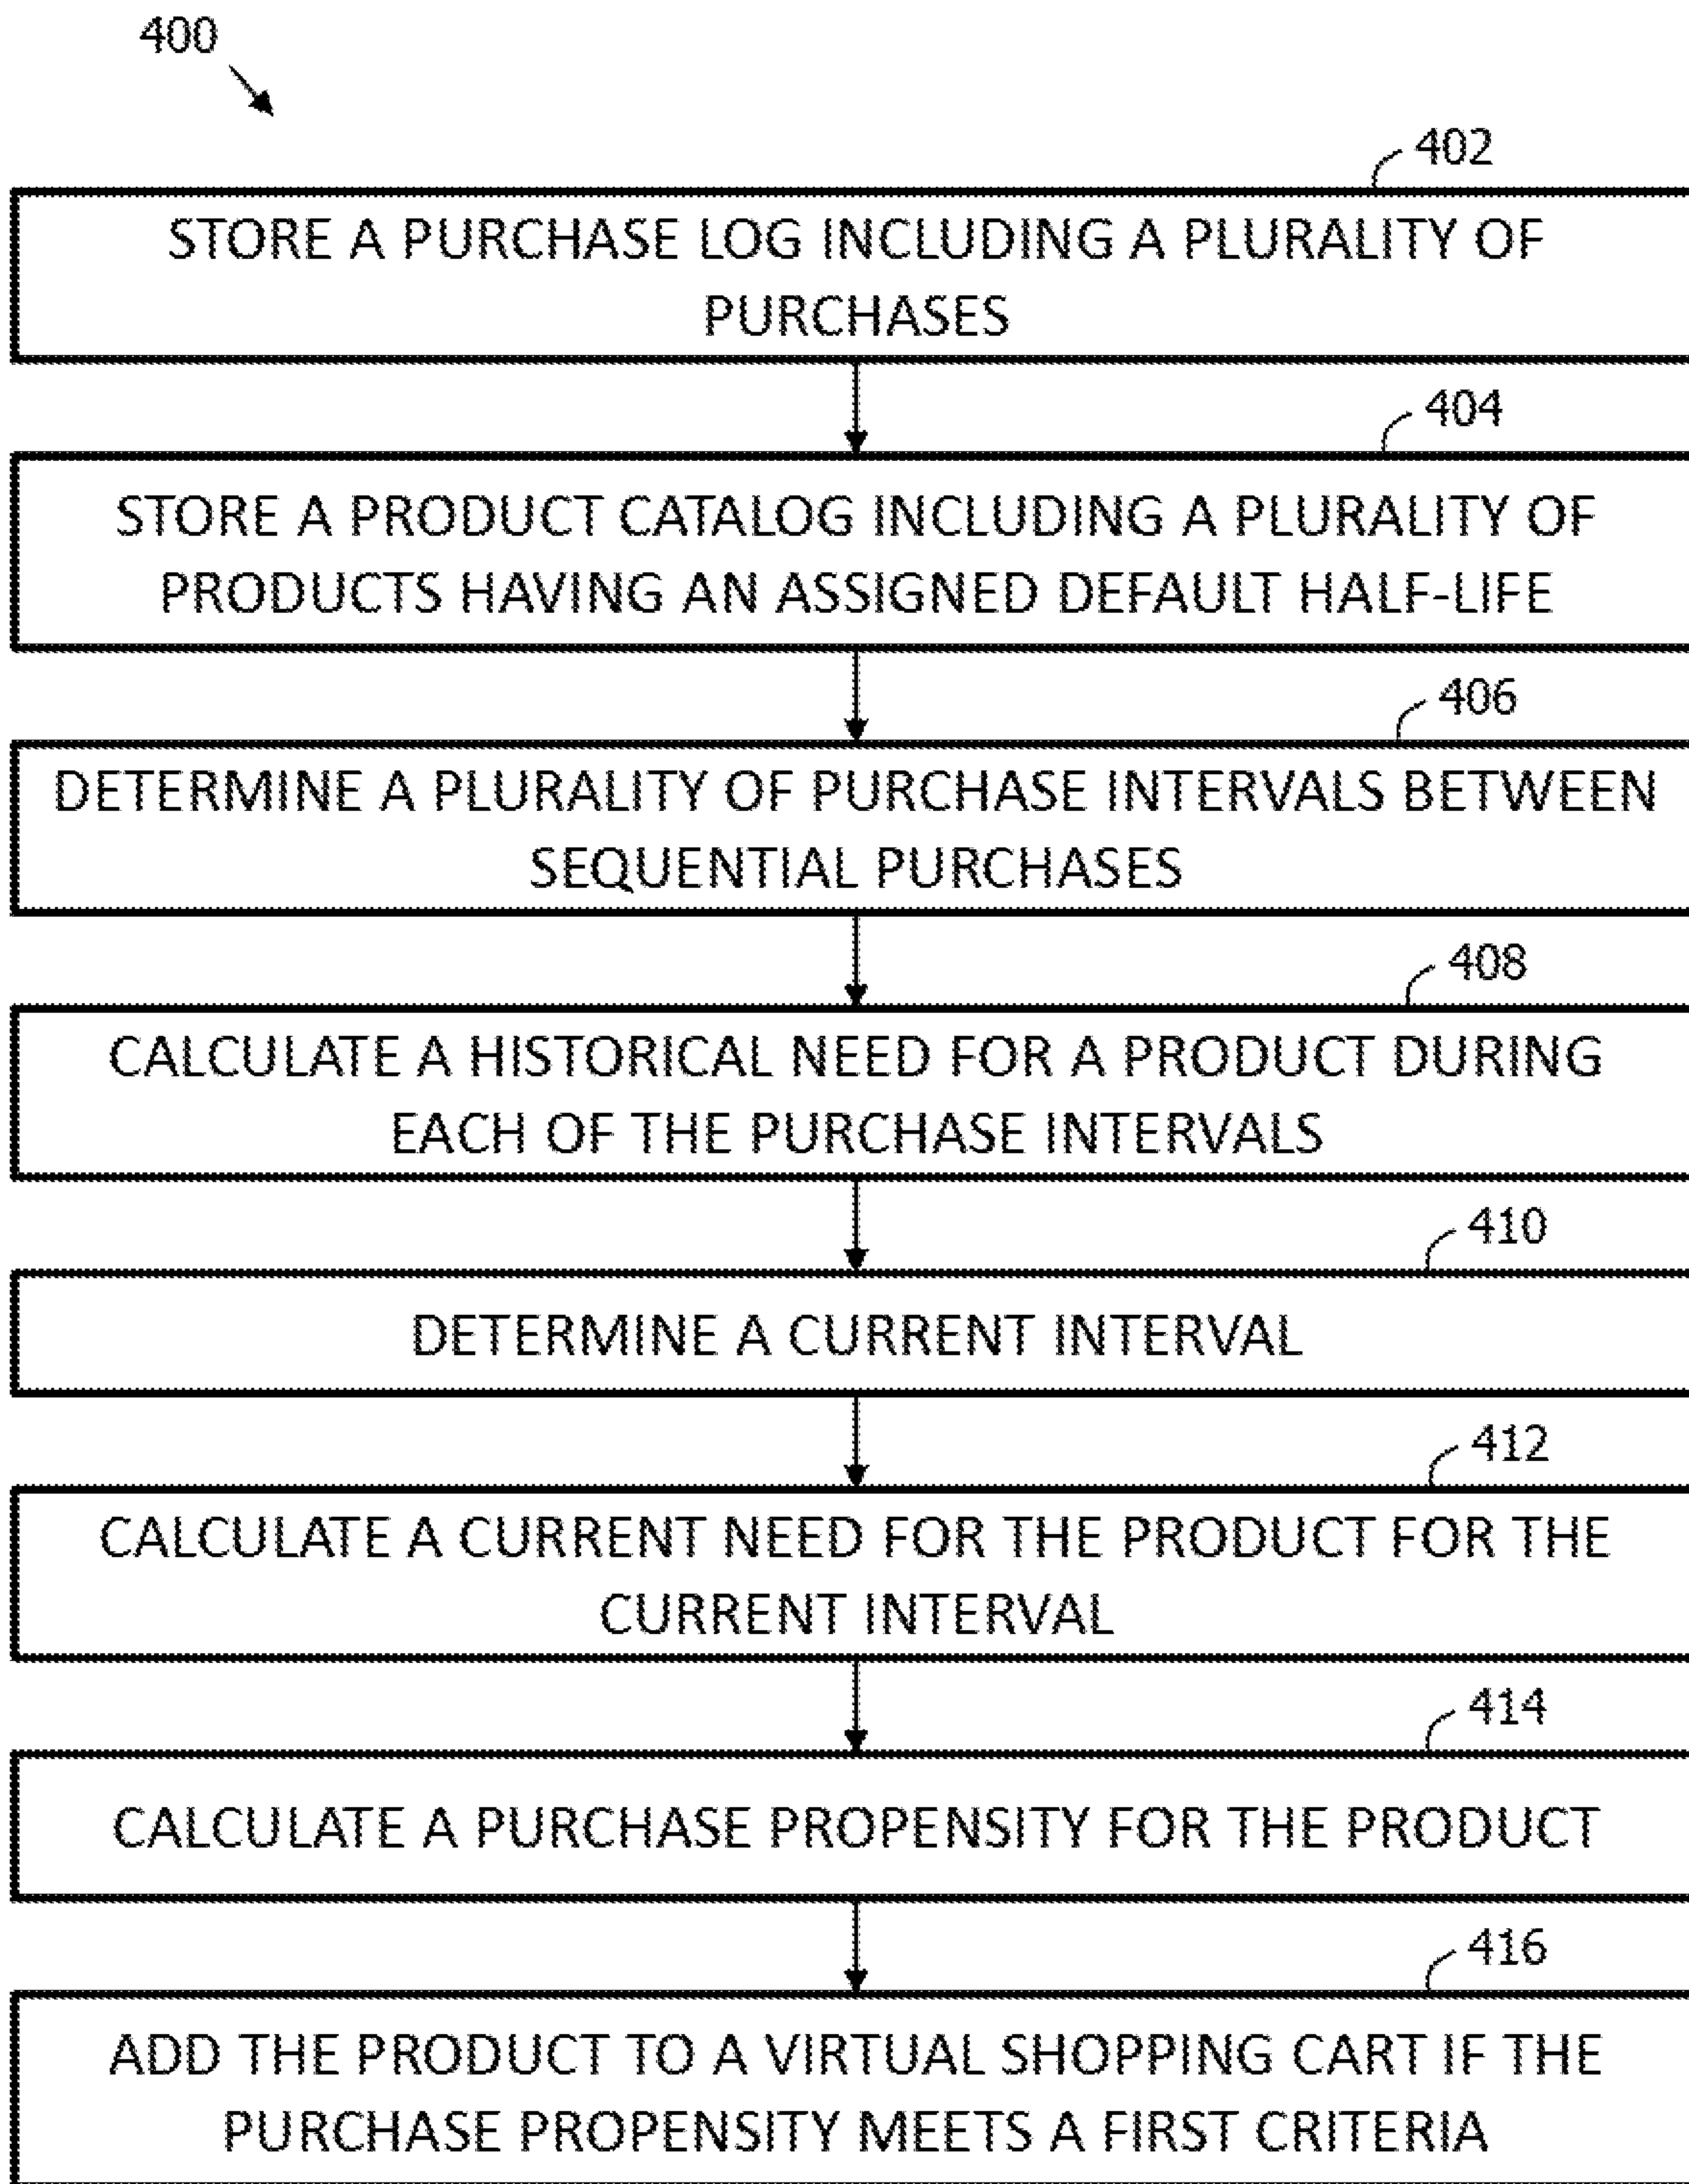 400
402
STORE A PURCHASE LOG INCLUDING A PLURALITY OF
PURCHASES
404
STORE A PRODUCT CATALOG INCLUDING A PLURALITY OF
PRODUCTS HAVING AN ASSIGNED DEFAULT HALF-LIFE
406
DETERMINE A PLURALITY OF PURCHASE INTERVALS BETWEEN
SEQUENTIAL PURCHASES
408
CALCULATE A HISTORICAL NEED FOR A PRODUCT DURING
EACH OF THE PURCHASE INTERVALS
410
DETERMINE A CURRENT INTERVAL
412
CALCULATE A CURRENT NEED FOR THE PRODUCT FOR THE
CURRENT INTERVAL
414
CALCULATE A PURCHASE PROPENSITY FOR THE PRODUCT
416
ADD THE PRODUCT TO A VIRTUAL SHOPPING CART IF THE
PURCHASE PROPENSITY MEETS A FIRST CRITERIA